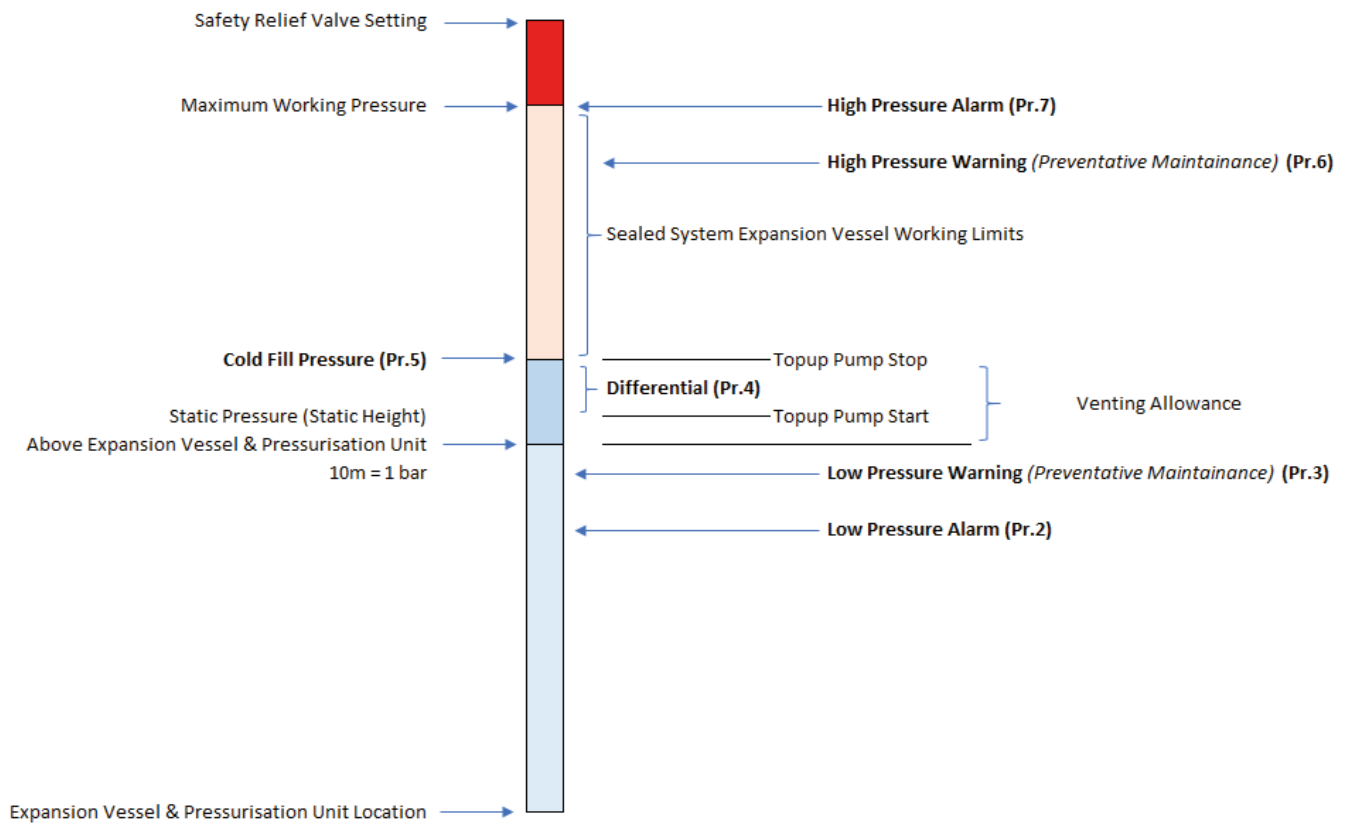 Safety Relief Valve Setting
Maximum Working Pressure
High Pressure Alarm (Pr.7)
High Pressure Warning (Preventative Maintainance) (Pr.6)
Sealed System Expansion Vessel Working Limits
Cold Fill Pressure (Pr.5)
Topup Pump Stop
Differential (Pr.4)
Venting Allowance
Static Pressure (Static Height)
Topup Pump Start
Above Expansion Vessel & Pressurisation Unit
10m = 1 bar
Low Pressure Warning (Preventative Maintainance) (Pr.3)
Low Pressure Alarm (Pr.2)
Expansion Vessel & Pressurisation Unit Location